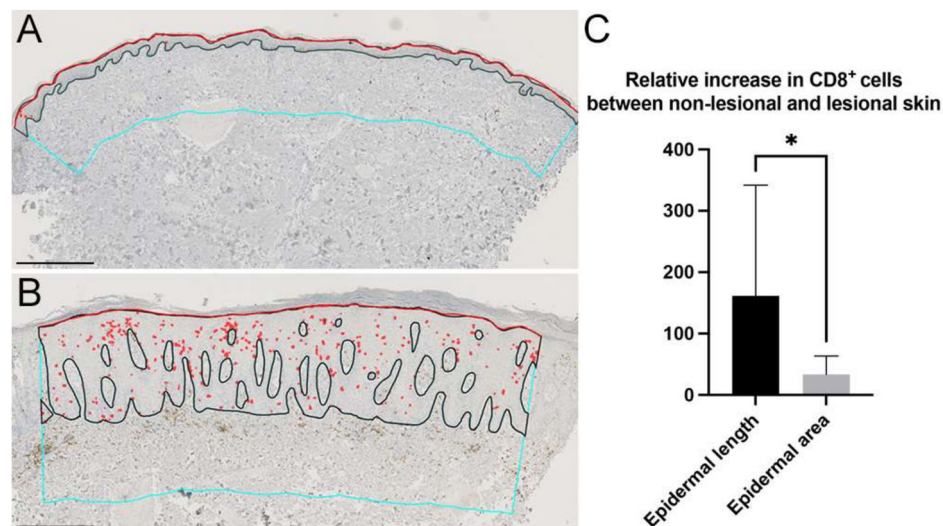 A
B
C
Relative increase in CD8⁺ cells
between non-lesional and lesional skin
*
400
300
200
100
0
Epidermal length
Epidermal area